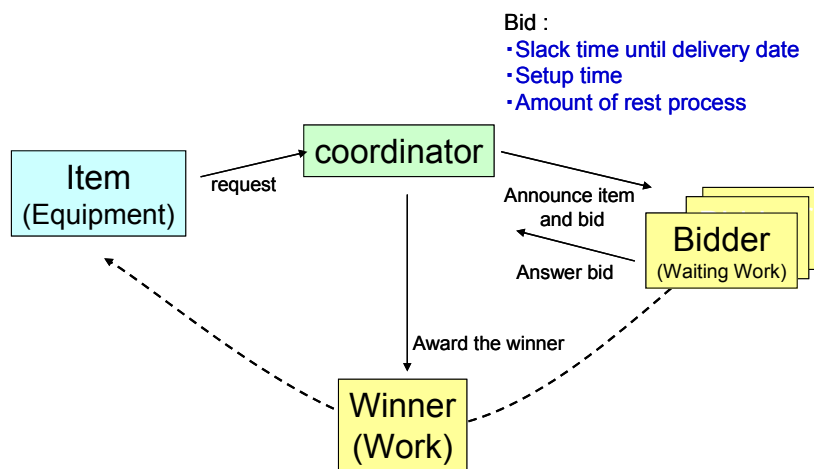 Bid :
・Slack time until delivery date
・Setup time
・Amount of rest process
coordinator
Item
(Equipment)
request
Announce item
and bid
Bidder
(Waiting Work)
Answer bid
Award the winner
Winner
(Work)